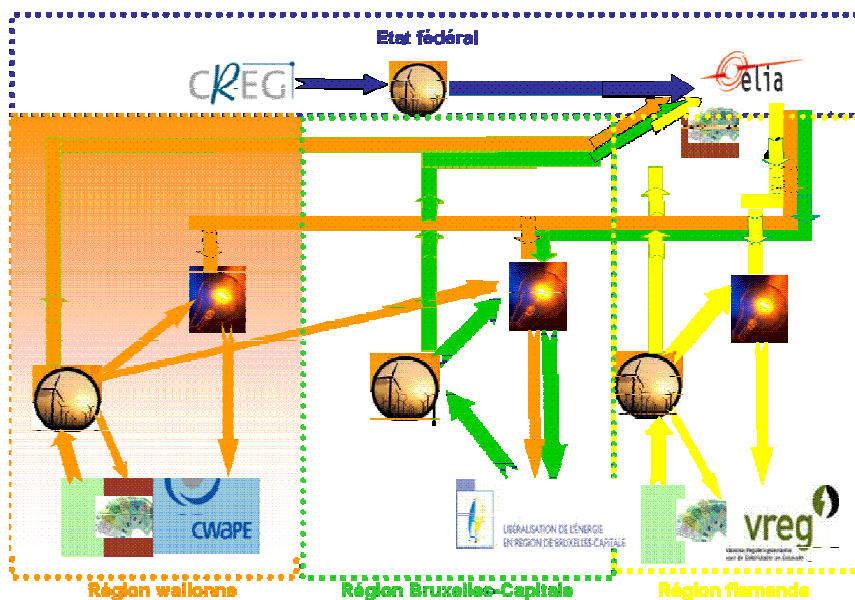 Etat fédéral
CREG
elia
CWAPE
LIBÉRALISATION DE L'ÉNERGIE
EN RÉGION DE BRUXELLES-CAPITALE
vreg
Région wallonne
Région Bruxelles-Capitale
Région flamande